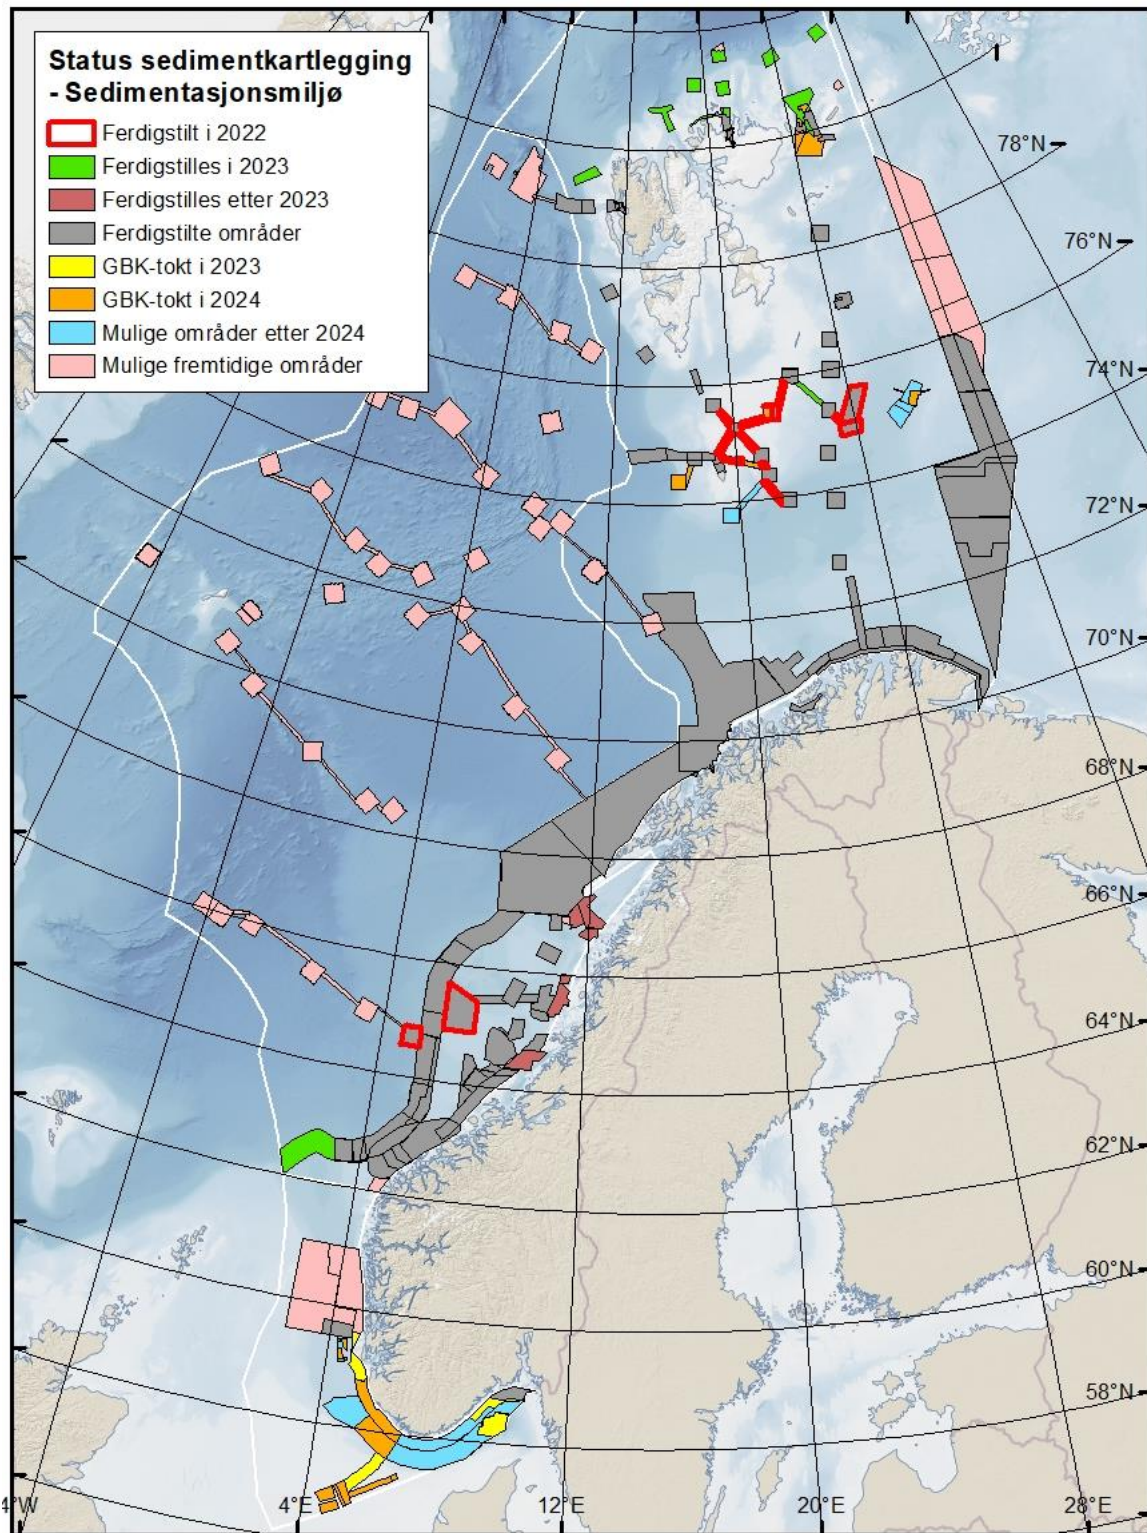 Status sedimentkartlegging
- Sedimentasjonsmiljø
Ferdigstilt i 2022
Ferdigstilles i 2023
Ferdigstilles etter 2023
Ferdigstilte områder
GBK-tokt i 2023
GBK-tokt i 2024
Mulige områder etter 2024
Mulige fremtidige områder
78°N
76°N
74°N
72°N
70°N
68°N
66°N
64°N
62°N
60°N
58°N
4°W
4°E
12°E
20°E
28°E